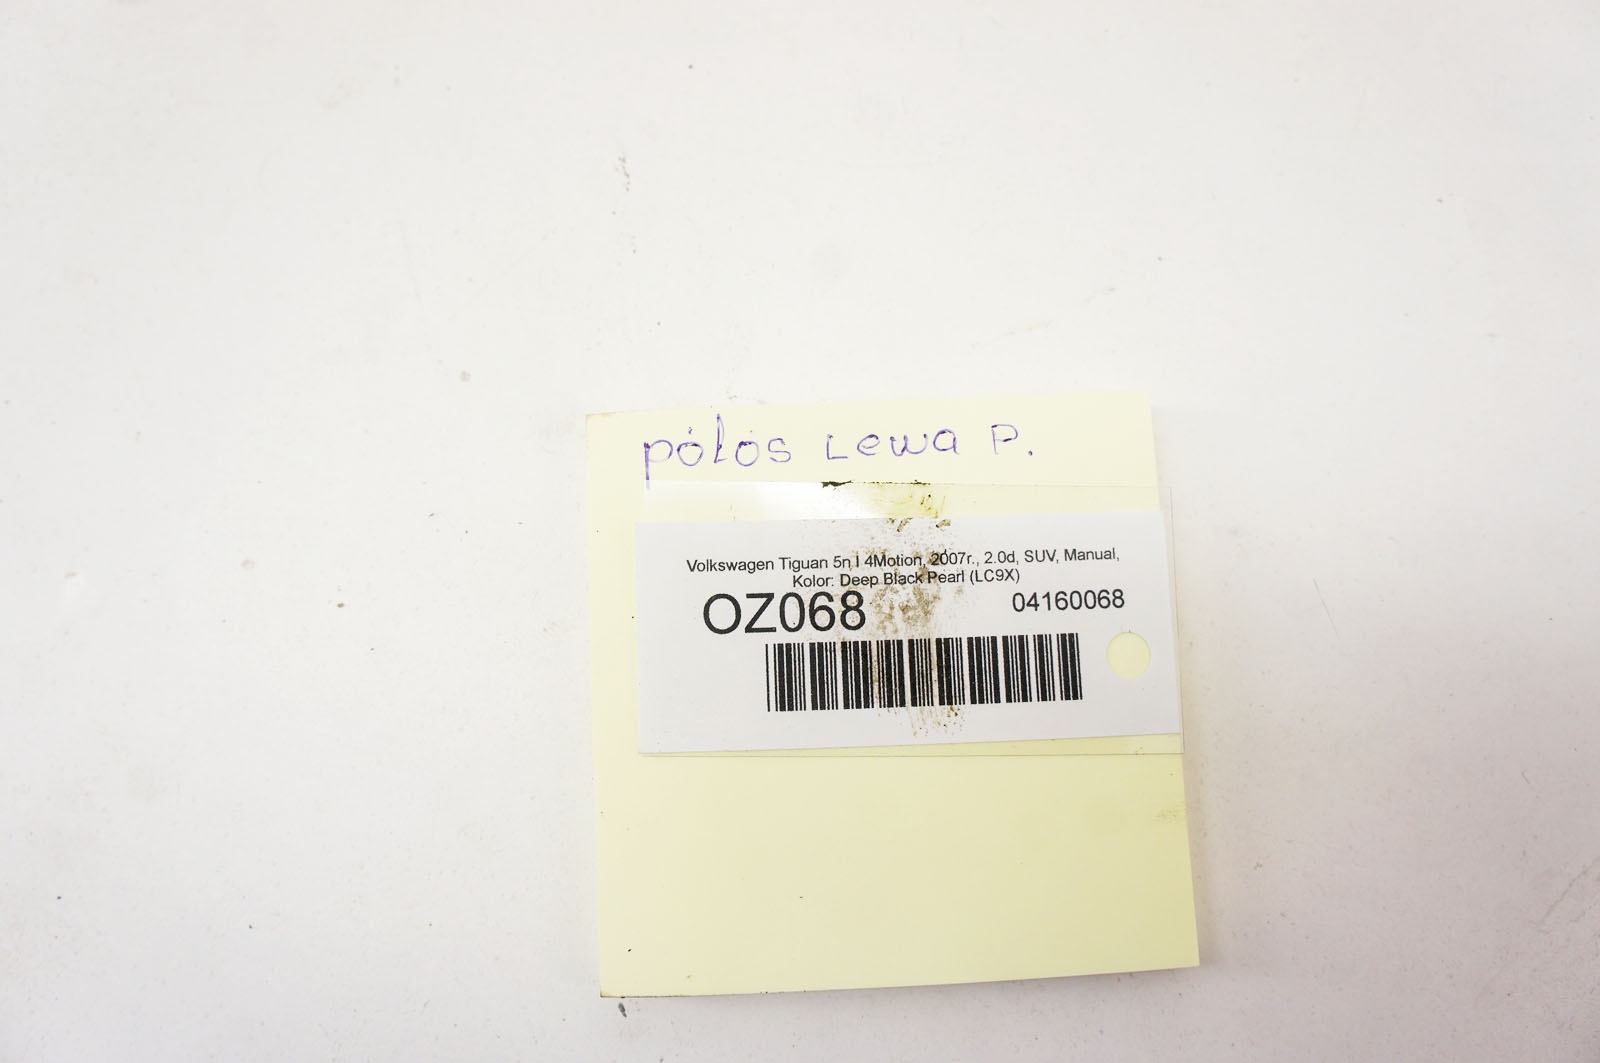 półoś Lewa P.
Volkswagen Tiguan 5n I 4Motion, 2007r., 2.0d, SUV, Manual,
Kolor: Deep Black Pearl (LC9X)
OZ068 04160068